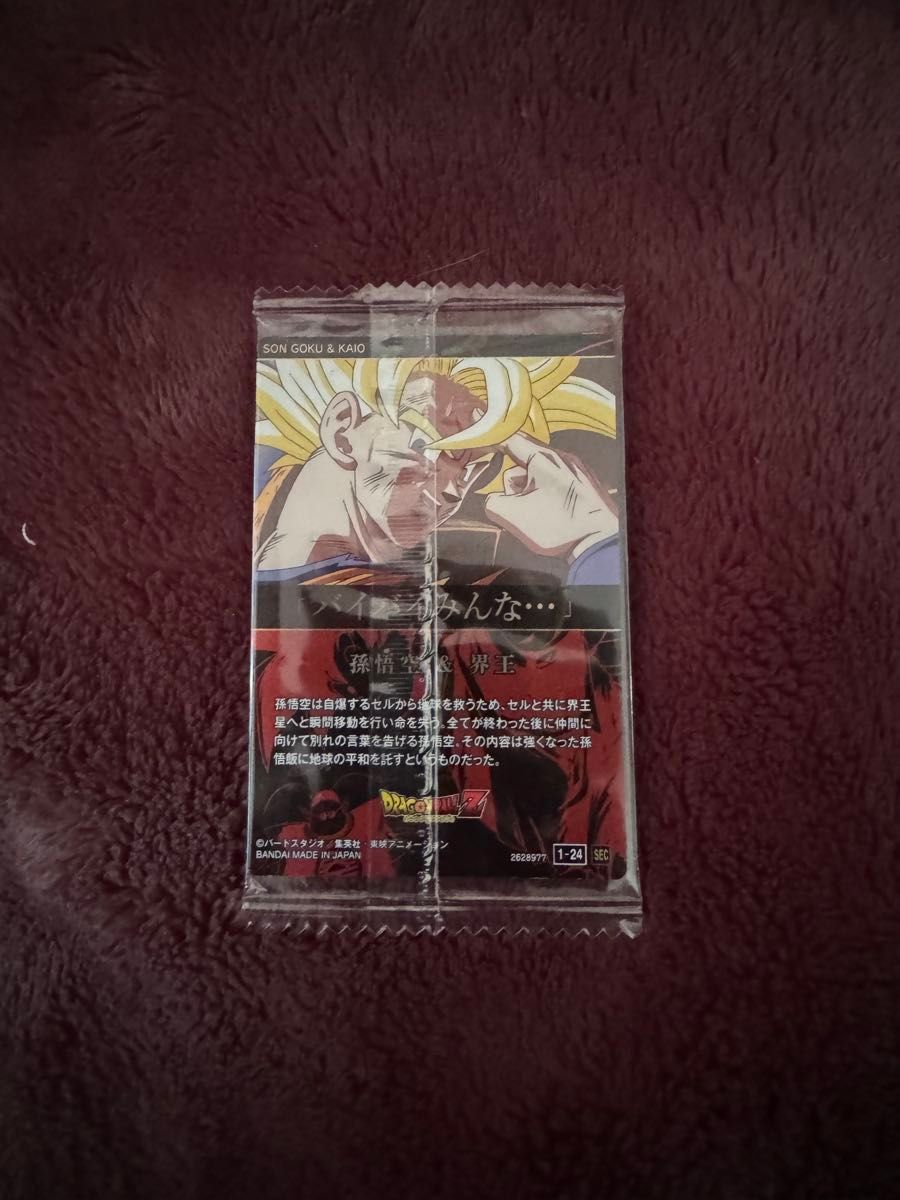 SON GOKU & KAIO
「バイバイみんな…」
孫悟空 & 界王
孫悟空は自爆するセルから地球を救うため、セルと共に界王
星へと瞬間移動を行い命を失う。全てが終わった後に仲間に
向けて別れの言葉を告げる孫悟空。その内容は強くなった孫
悟飯に地球の平和を託すというものだった。
DRAGONBALL Z
©バードスタジオ/集英社・東映アニメーション
BANDAI MADE IN JAPAN
2628977 1-24 SEC